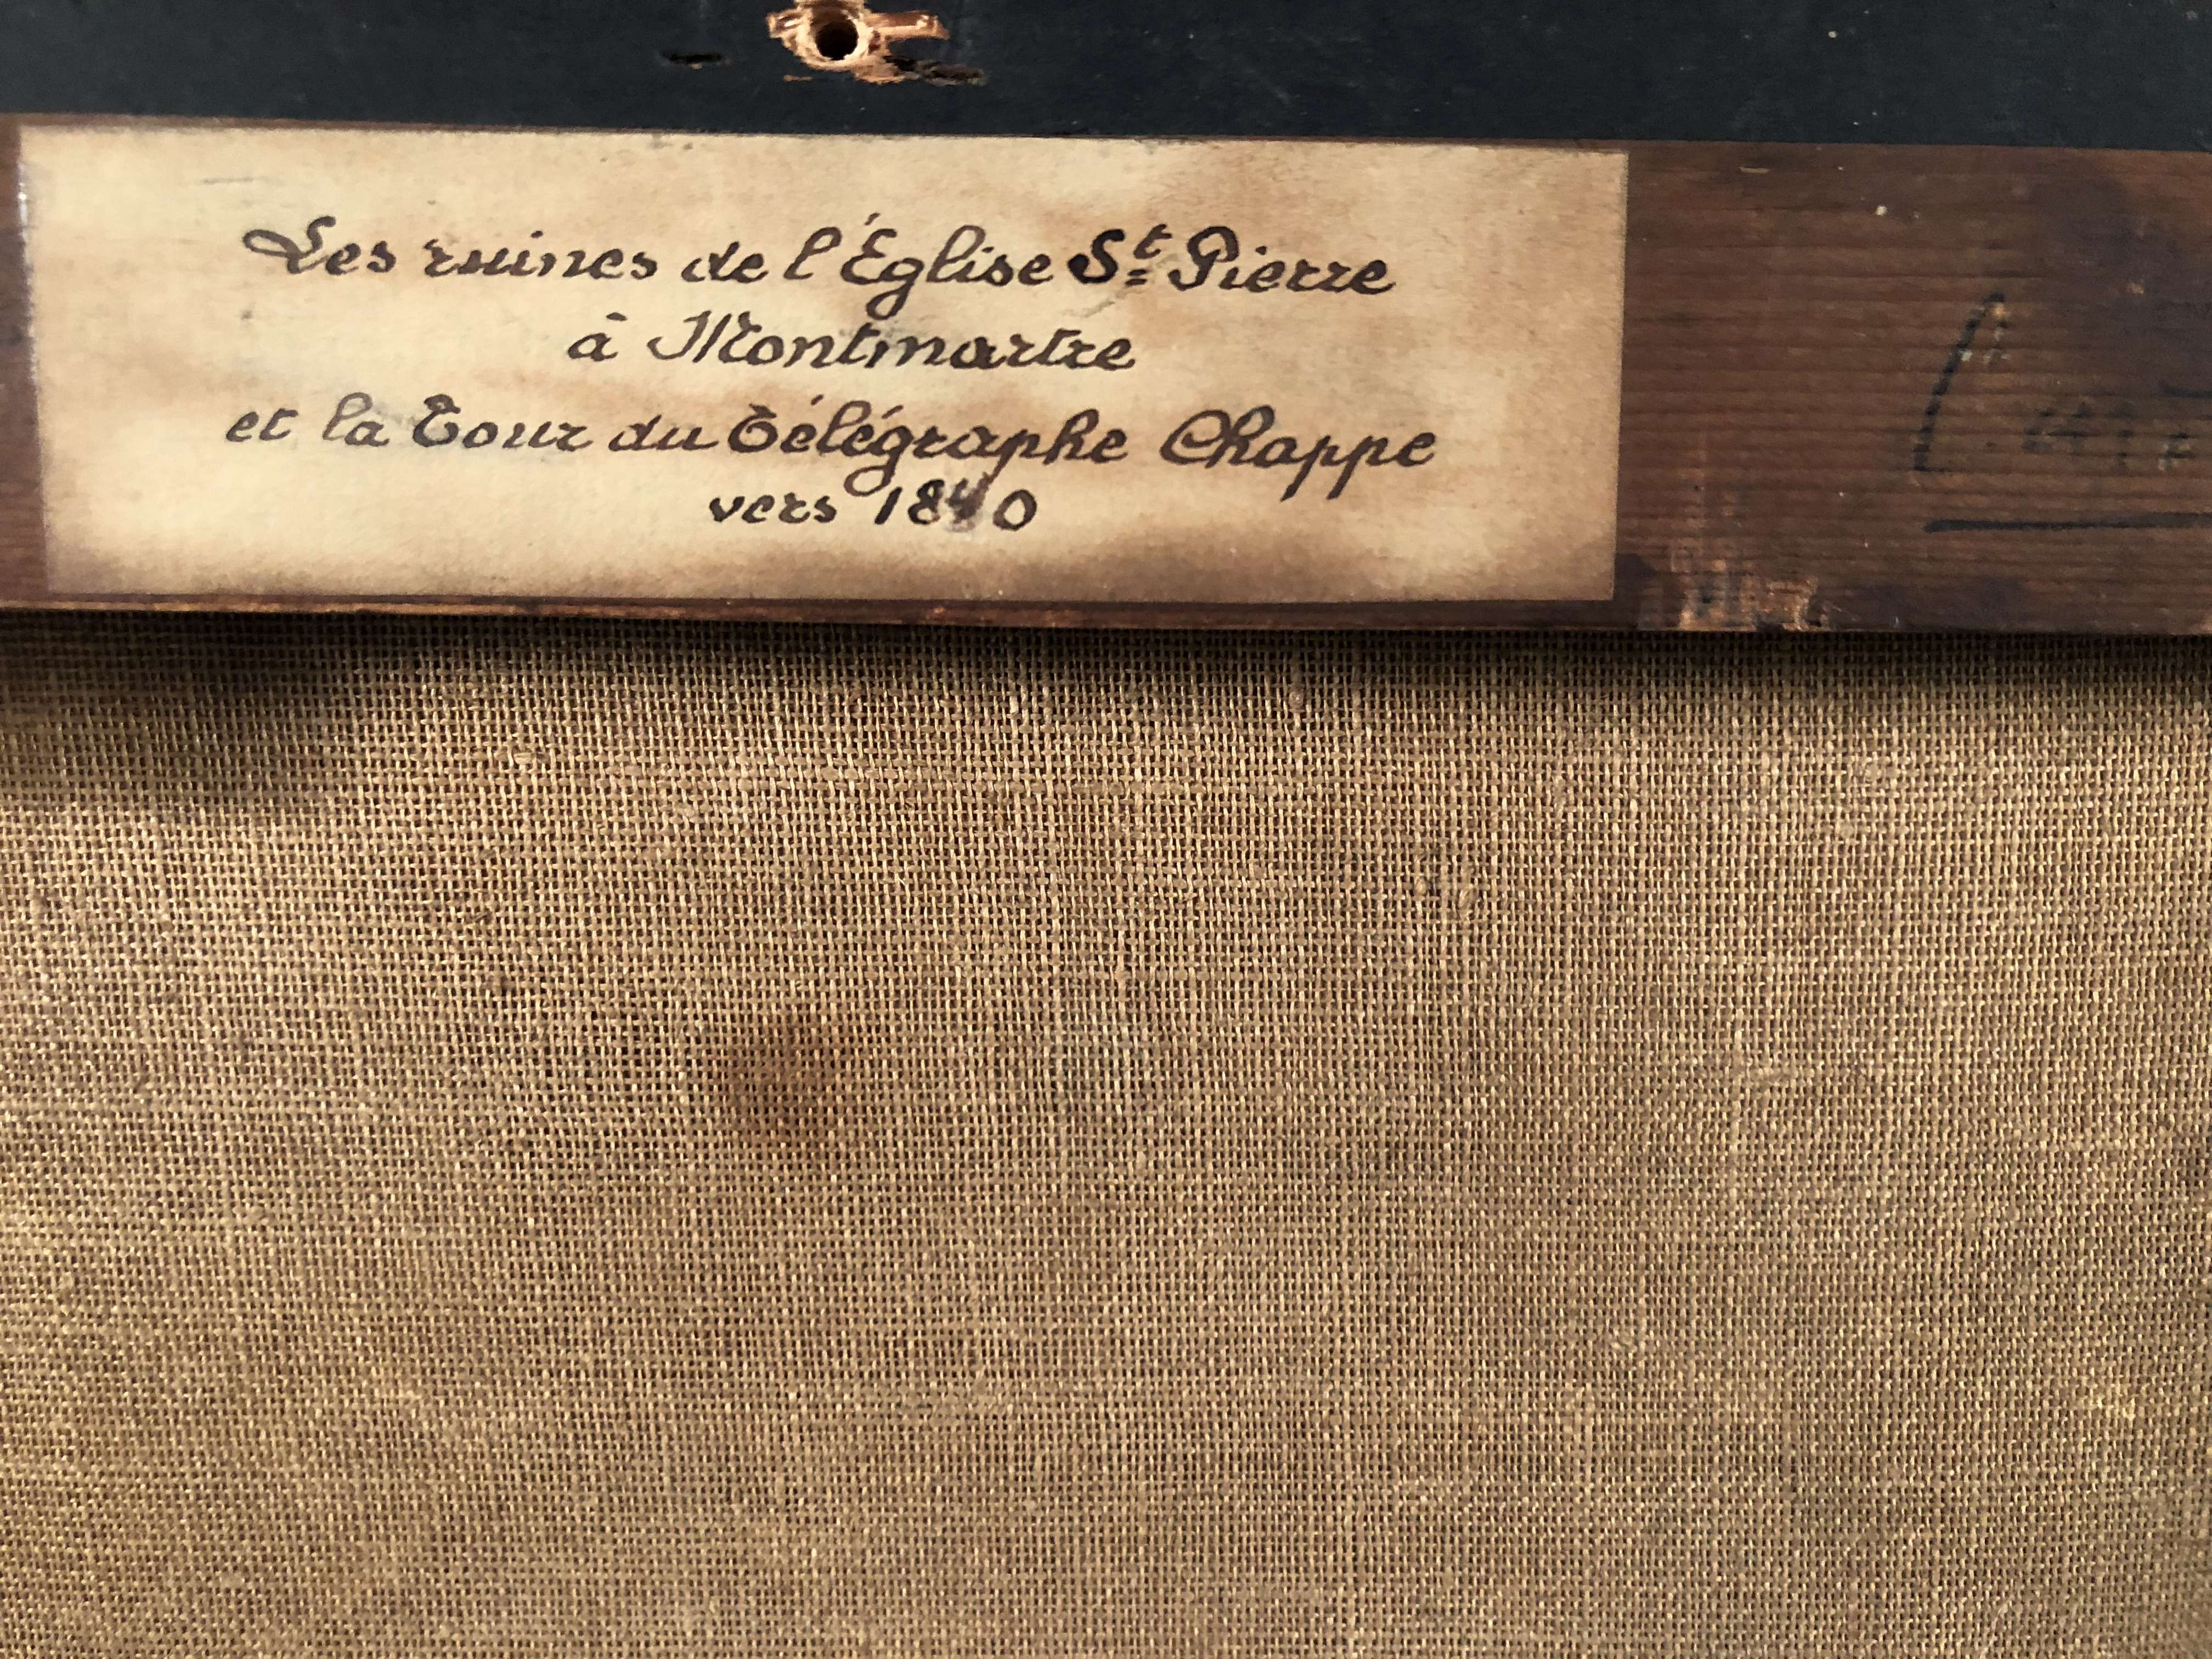 Les ruines de l'Église St Pierre
à Montmartre
et la Tour du Télégraphe Chappe
vers 1840